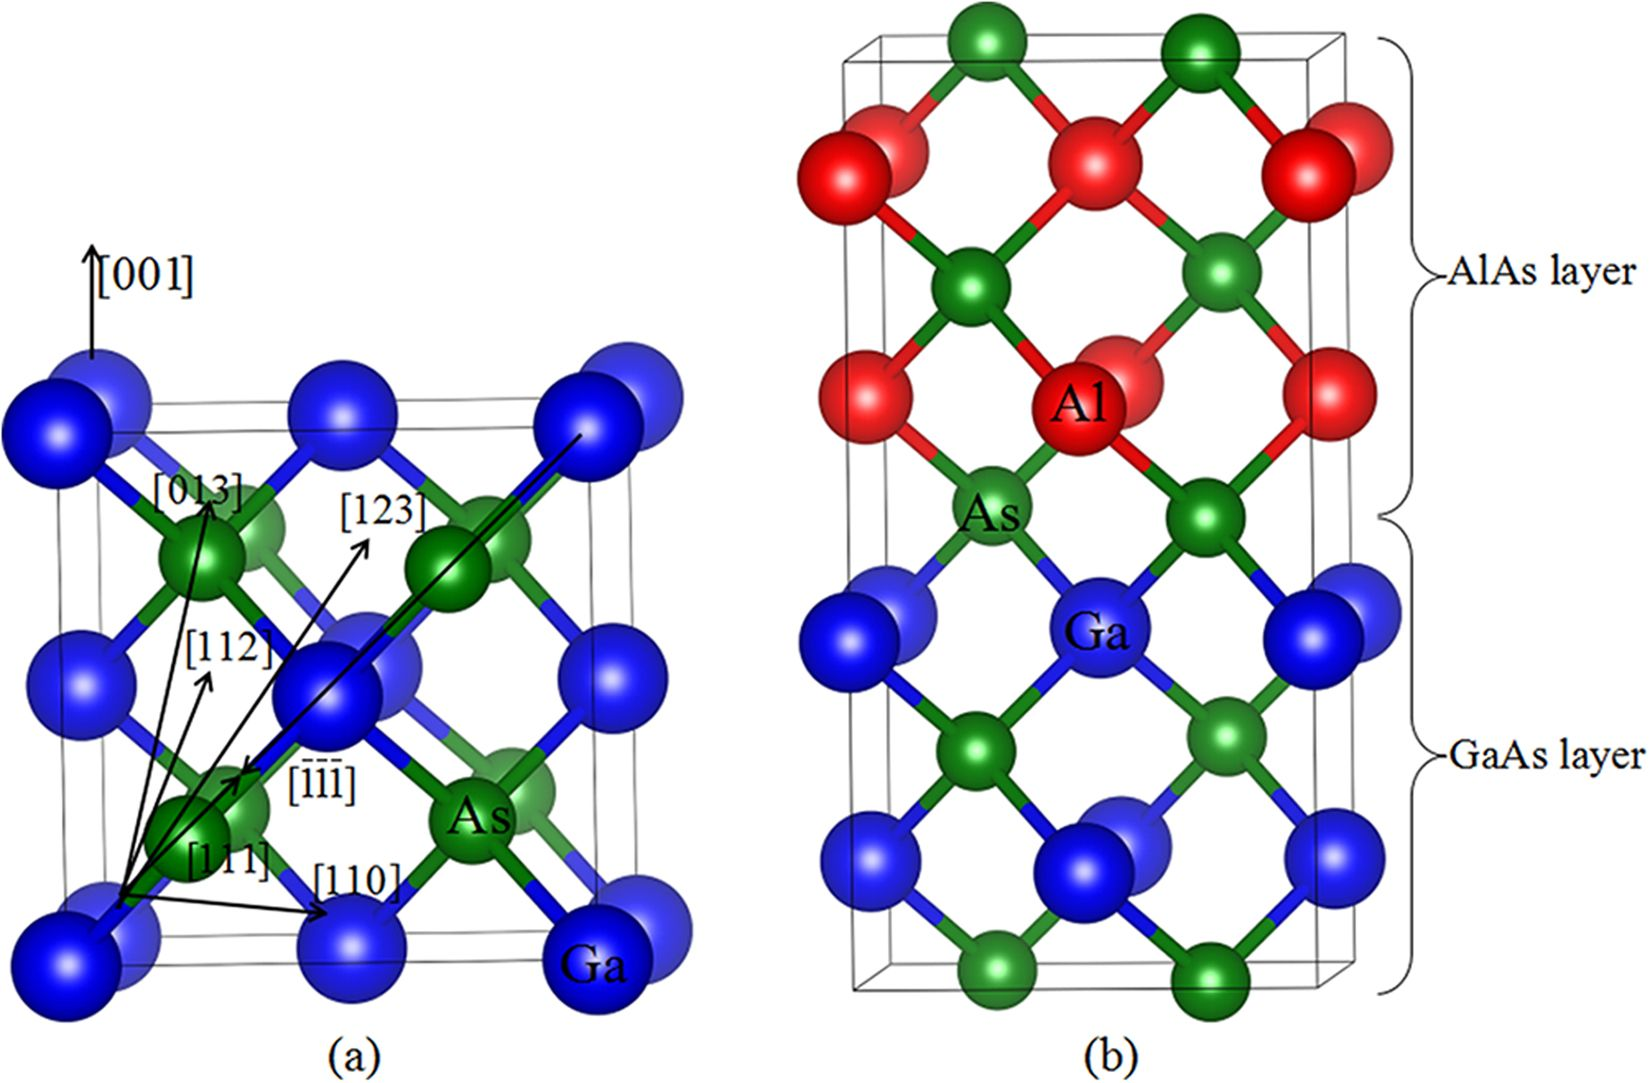 [001]
[013]
[123]
[112]
[1̄1̄1̄]
As
[111]
[110]
Ga
(a)
AlAs layer
Al
As
Ga
GaAs layer
(b)